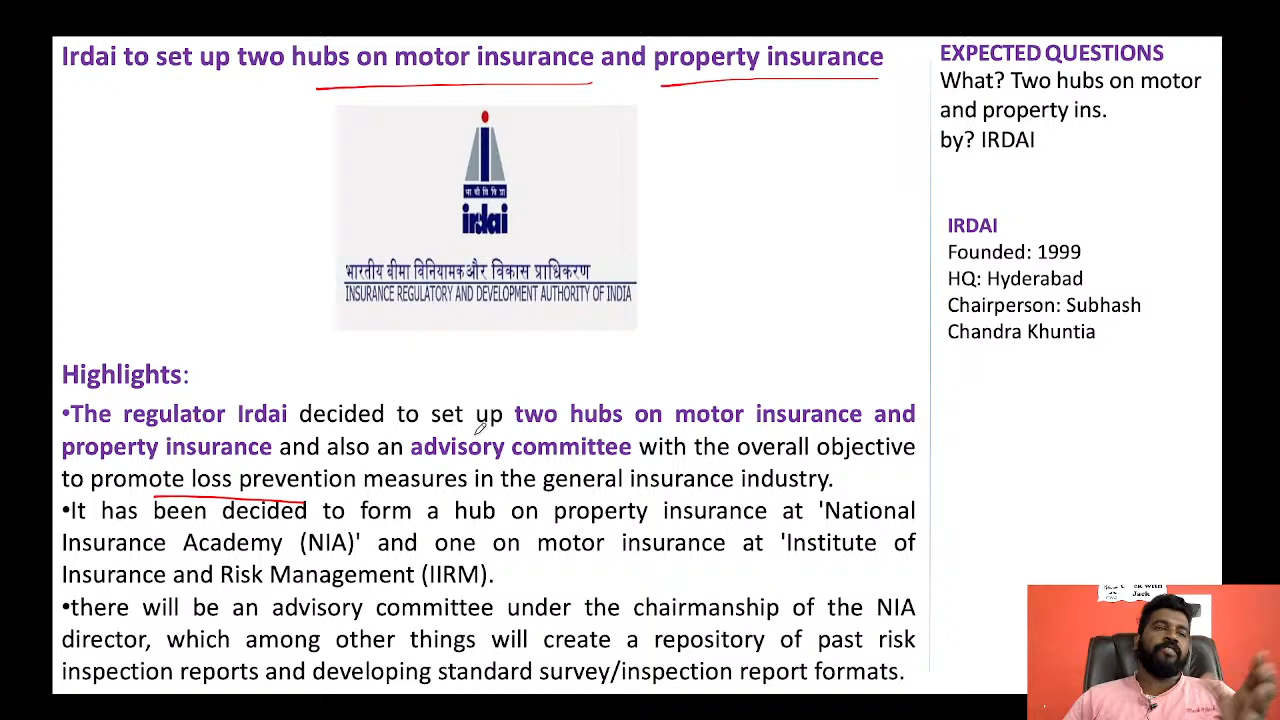 Irdai to set up two hubs on motor insurance and property insurance
भा बी वि वि प्रा
irdai
भारतीय बीमा विनियामक और विकास प्राधिकरण
INSURANCE REGULATORY AND DEVELOPMENT AUTHORITY OF INDIA
Highlights:
•The regulator Irdai decided to set up two hubs on motor insurance and
property insurance and also an advisory committee with the overall objective
to promote loss prevention measures in the general insurance industry.
•It has been decided to form a hub on property insurance at 'National
Insurance Academy (NIA)' and one on motor insurance at 'Institute of
Insurance and Risk Management (IIRM).
•there will be an advisory committee under the chairmanship of the NIA
director, which among other things will create a repository of past risk
inspection reports and developing standard survey/inspection report formats.
EXPECTED QUESTIONS
What? Two hubs on motor
and property ins.
by? IRDAI
IRDAI
Founded: 1999
HQ: Hyderabad
Chairperson: Subhash
Chandra Khuntia
with
Jack